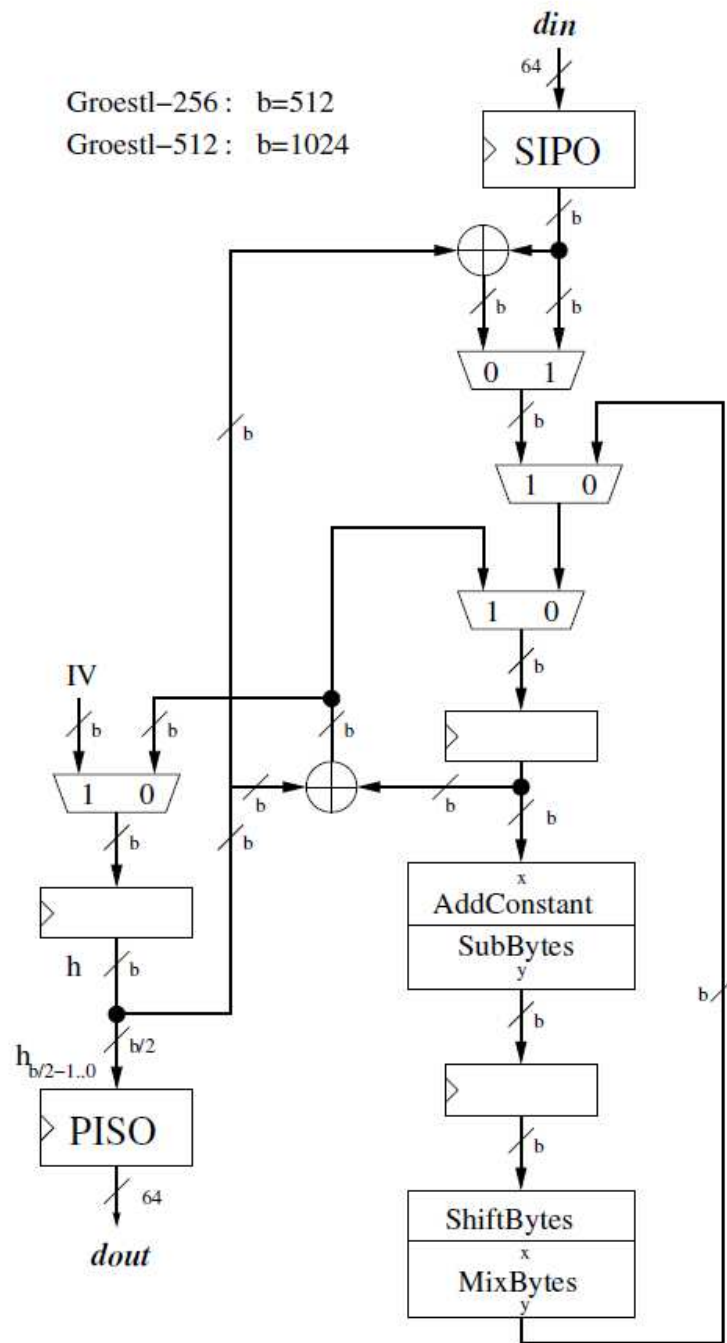 din
64
Groestl−256 : b=512
Groestl−512 : b=1024
SIPO
b
b
b
0 1
b
b
1 0
1 0
b
IV
b
b
b
1 0
b
b
b
b
b
x
AddConstant
SubBytes
y
h
b
b
b
b/2
h b/2−1..0
PISO
b
64
ShiftBytes
x
MixBytes
y
dout